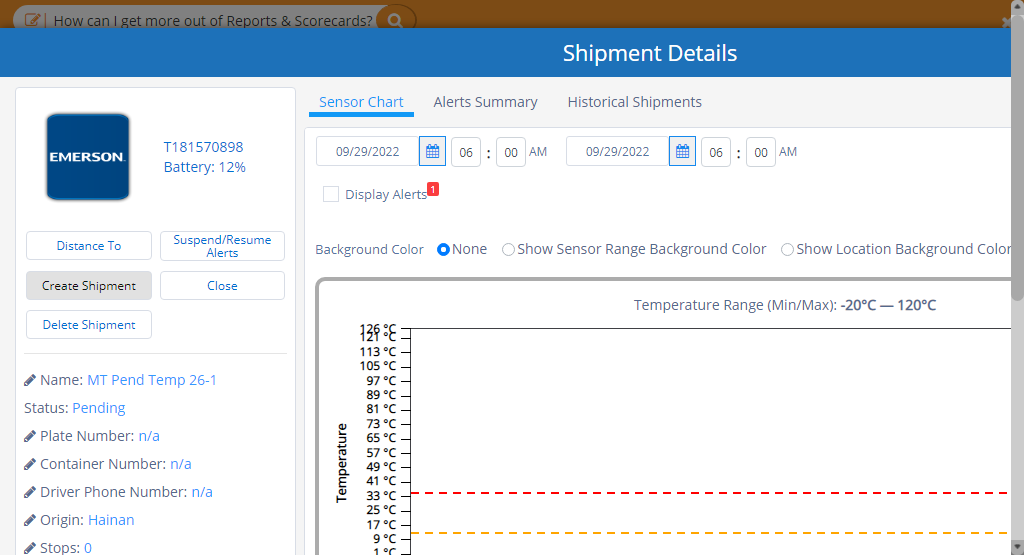 How can I get more out of Reports & Scorecards?
Shipment Details
EMERSON.
T181570898
Battery: 12%
Distance To
Suspend/Resume
Alerts
Create Shipment
Close
Delete Shipment
Name: MT Pend Temp 26-1
Status: Pending
Plate Number: n/a
Container Number: n/a
Driver Phone Number: n/a
Origin: Hainan
Stops: 0
Sensor Chart Alerts Summary Historical Shipments
09/29/2022 06 : 00 AM 09/29/2022 06 : 00 AM
Display Alerts 1
Background Color None Show Sensor Range Background Color Show Location Background Color
Temperature Range (Min/Max): -20°C — 120°C
Temperature
126 °C
121 °C
113 °C
105 °C
97 °C
89 °C
81 °C
73 °C
65 °C
57 °C
49 °C
41 °C
33 °C
25 °C
17 °C
9 °C
1 °C